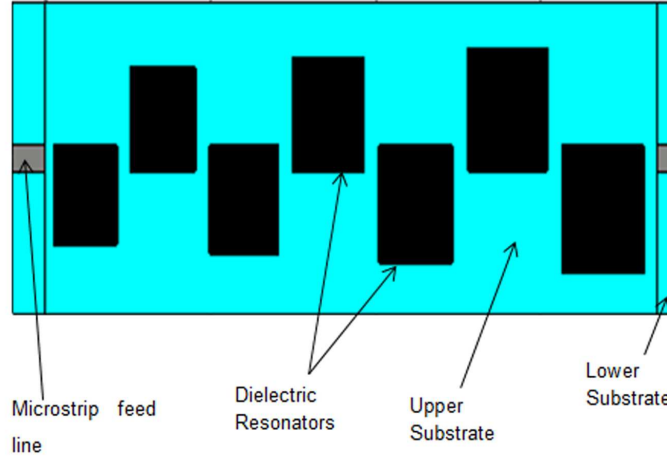 Microstrip feed
line
Dielectric
Resonators
Upper
Substrate
Lower
Substrate